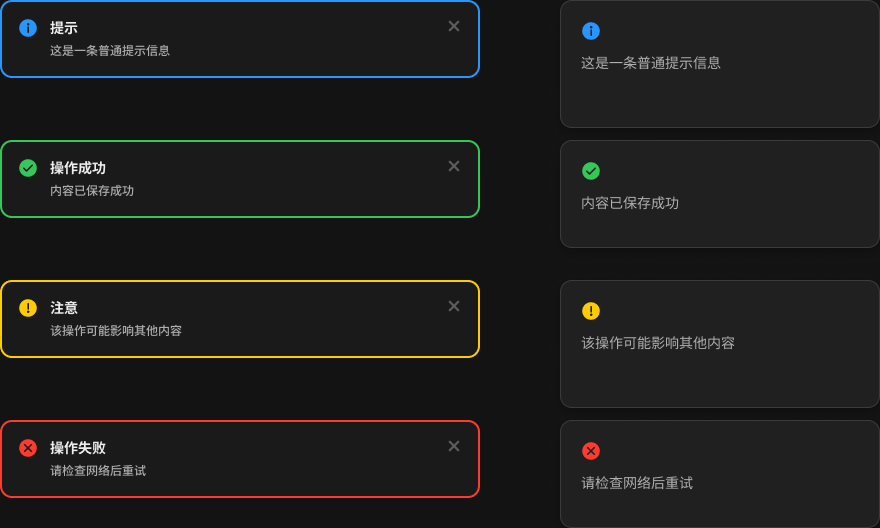 提示
这是一条普通提示信息
这是一条普通提示信息
操作成功
内容已保存成功
内容已保存成功
注意
该操作可能影响其他内容
该操作可能影响其他内容
操作失败
请检查网络后重试
请检查网络后重试